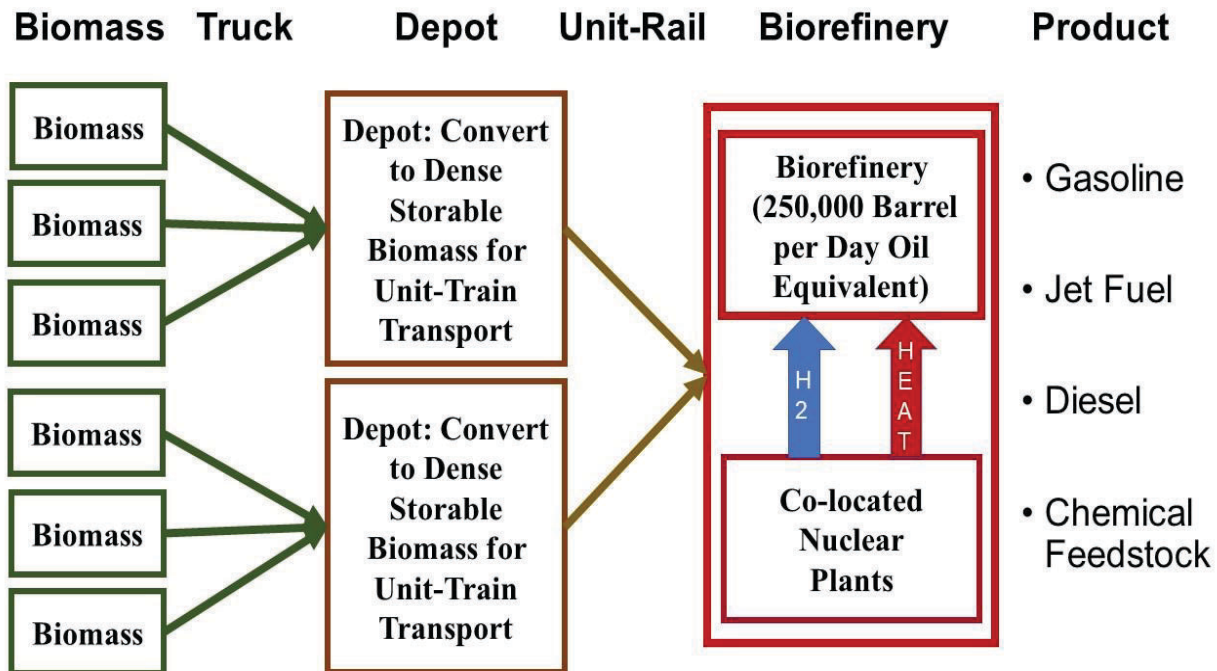 Biomass Truck Depot Unit-Rail Biorefinery Product
Biomass
Biomass
Biomass
Biomass
Biomass
Biomass
Depot: Convert
to Dense
Storable
Biomass for
Unit-Train
Transport
Depot: Convert
to Dense
Storable
Biomass for
Unit-Train
Transport
Biorefinery
(250,000 Barrel
per Day Oil
Equivalent)
H2
HEAT
Co-located
Nuclear
Plants
• Gasoline
• Jet Fuel
• Diesel
• Chemical
Feedstock